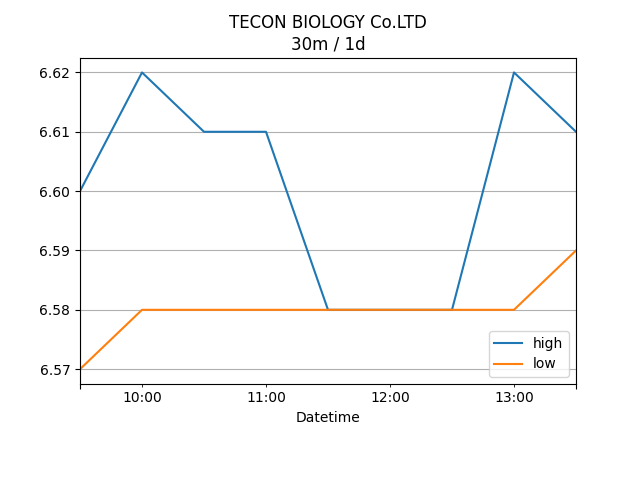 TECON BIOLOGY Co.LTD
30m / 1d
6.62
6.61
6.60
6.59
6.58
6.57
high
low
10:00 11:00 12:00 13:00
Datetime